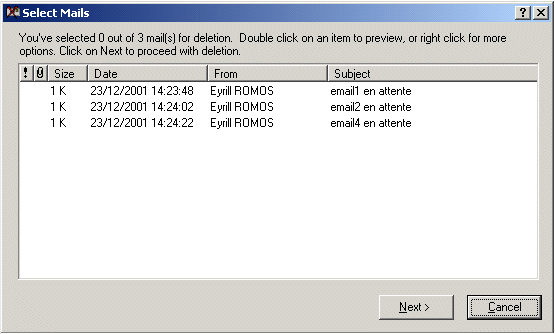 Select Mails
You've selected 0 out of 3 mail(s) for deletion. Double click on an item to preview, or right click for more
options. Click on Next to proceed with deletion.
! Size Date From Subject
1 K 23/12/2001 14:23:48 Eyrill ROMOS email1 en attente
1 K 23/12/2001 14:24:02 Eyrill ROMOS email2 en attente
1 K 23/12/2001 14:24:22 Eyrill ROMOS email4 en attente
Next > Cancel